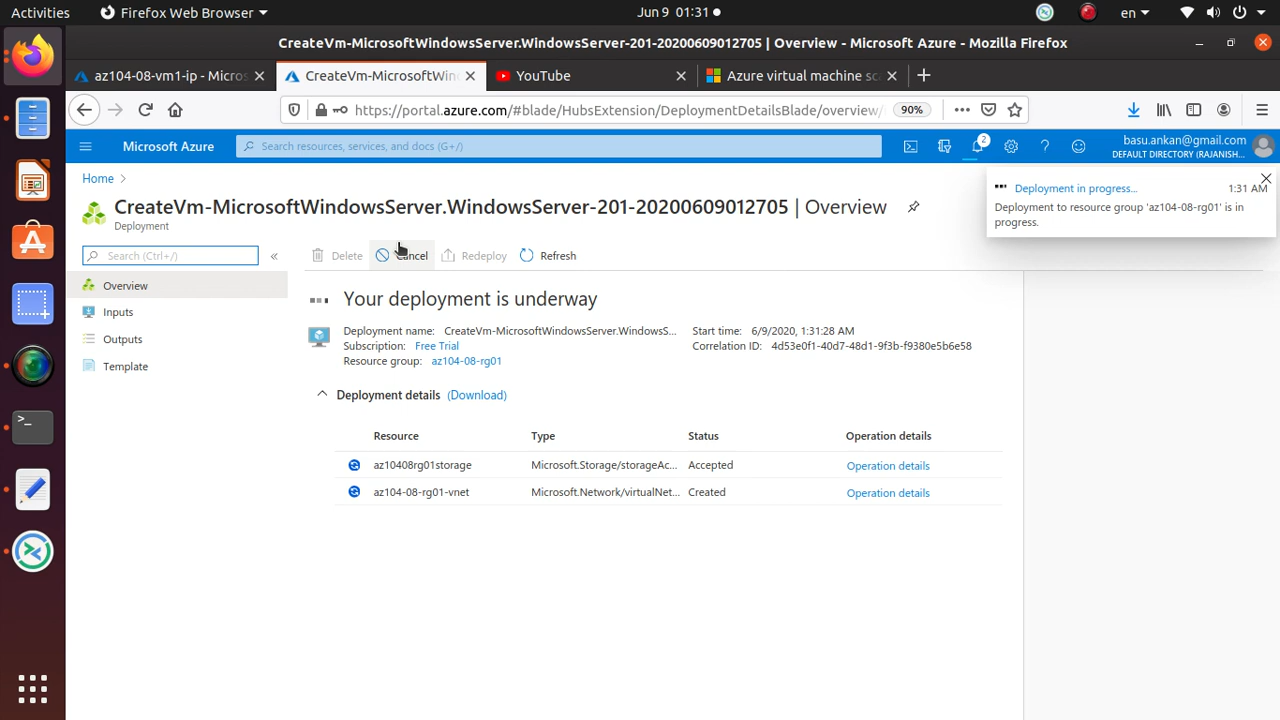 Activities
Firefox Web Browser
Jun 9 01:31
en
CreateVm-MicrosoftWindowsServer.WindowsServer-201-20200609012705 | Overview - Microsoft Azure - Mozilla Firefox
az104-08-vm1-ip - Micros
CreateVm-MicrosoftWin
YouTube
Azure virtual machine sc
https://portal.azure.com/#blade/HubsExtension/DeploymentDetailsBlade/overview/
90%
Microsoft Azure
Search resources, services, and docs (G+/)
2
basu.ankan@gmail.com
DEFAULT DIRECTORY (RAJANISH...
Home
Deployment in progress...
1:31 AM
Deployment to resource group 'az104-08-rg01' is in
progress.
CreateVm-MicrosoftWindowsServer.WindowsServer-201-20200609012705 | Overview
Deployment
Search (Ctrl+/)
Delete
Cancel
Redeploy
Refresh
Overview
Inputs
Outputs
Template
Your deployment is underway
Deployment name: CreateVm-MicrosoftWindowsServer.WindowsS...
Subscription: Free Trial
Resource group: az104-08-rg01
Start time: 6/9/2020, 1:31:28 AM
Correlation ID: 4d53e0f1-40d7-48d1-9f3b-f9380e5b6e58
Deployment details (Download)
Resource Type Status Operation details
az10408rg01storage Microsoft.Storage/storageAc... Accepted Operation details
az104-08-rg01-vnet Microsoft.Network/virtualNet... Created Operation details